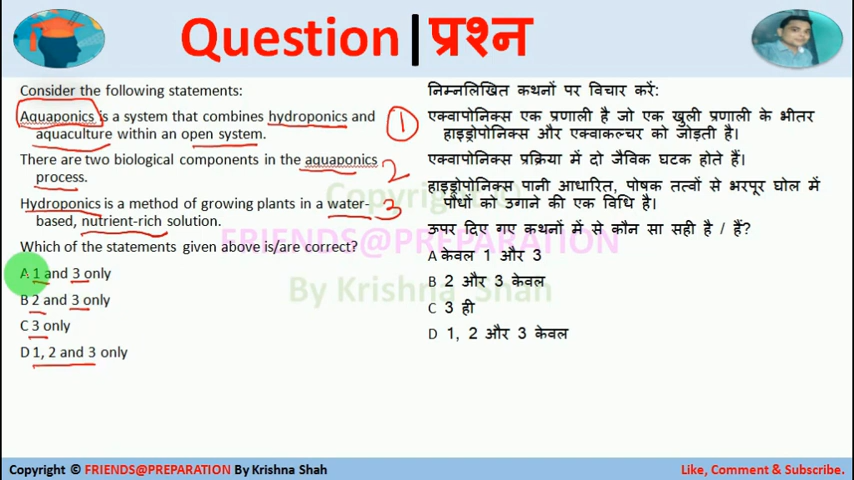 Question|प्रश्न
Consider the following statements:
Aquaponics is a system that combines hydroponics and
aquaculture within an open system.
There are two biological components in the aquaponics
process.
Hydroponics is a method of growing plants in a water-
based, nutrient-rich solution.
Which of the statements given above is/are correct?
A 1 and 3 only
B 2 and 3 only
C 3 only
D 1, 2 and 3 only
1
2
3
निम्नलिखित कथनों पर विचार करें:
एक्वापोनिक्स एक प्रणाली है जो एक खुली प्रणाली के भीतर
हाइड्रोपोनिक्स और एक्वाकल्चर को जोड़ती है।
एक्वापोनिक्स प्रक्रिया में दो जैविक घटक होते हैं।
हाइड्रोपोनिक्स पानी आधारित, पोषक तत्वों से भरपूर घोल में
पौधों को उगाने की एक विधि है।
ऊपर दिए गए कथनों में से कौन सा सही है / हैं?
A केवल 1 और 3
B 2 और 3 केवल
C 3 ही
D 1, 2 और 3 केवल
Copyright ©
FRIENDS@PREPARATION
By Krishna Shah
Copyright © FRIENDS@PREPARATION By Krishna Shah
Like, Comment & Subscribe.